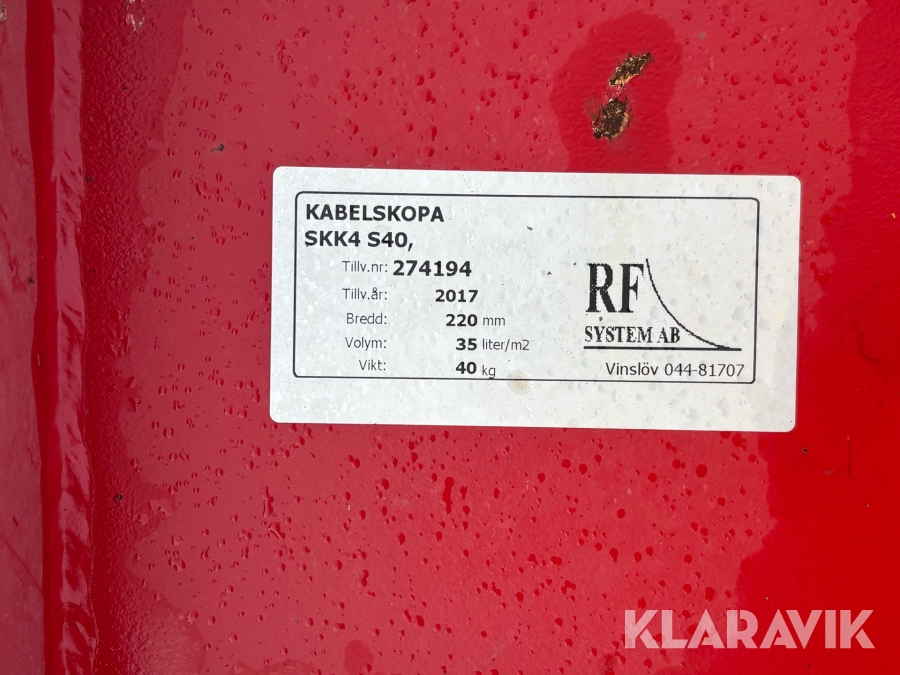 KABELSKOPA
SKK4 S40,
Tillv.nr: 274194
Tillv.år: 2017
Bredd: 220 mm
Volym: 35 liter/m2
Vikt: 40 kg
RF
SYSTEM AB
Vinslöv 044-81707
KLARAVIK